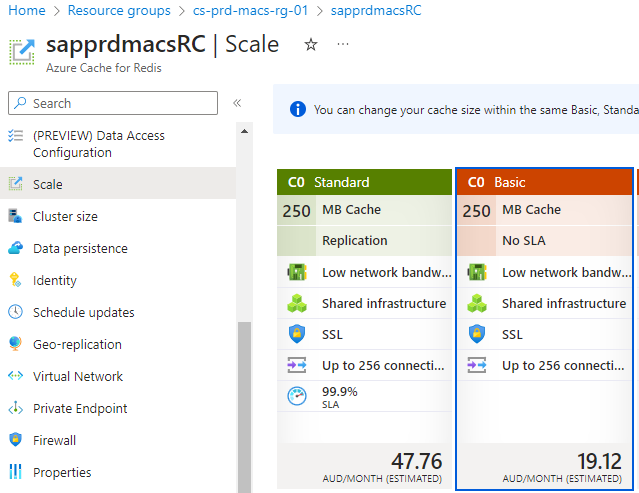 Home > Resource groups > cs-prd-macs-rg-01 > sapprdmacsRC
sapprdmacsRC | Scale
Azure Cache for Redis
Search
(PREVIEW) Data Access
Configuration
Scale
Cluster size
Data persistence
Identity
Schedule updates
Geo-replication
Virtual Network
Private Endpoint
Firewall
Properties
You can change your cache size within the same Basic, Standa
C0 Standard
250 MB Cache
Replication
Low network bandw...
Shared infrastructure
SSL
Up to 256 connecti...
99.9%
SLA
47.76
AUD/MONTH (ESTIMATED)
C0 Basic
250 MB Cache
No SLA
Low network bandw...
Shared infrastructure
SSL
Up to 256 connecti...
19.12
AUD/MONTH (ESTIMATED)